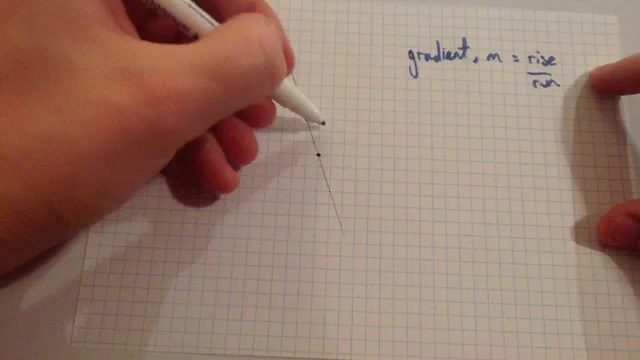 gradient, m = rise
run